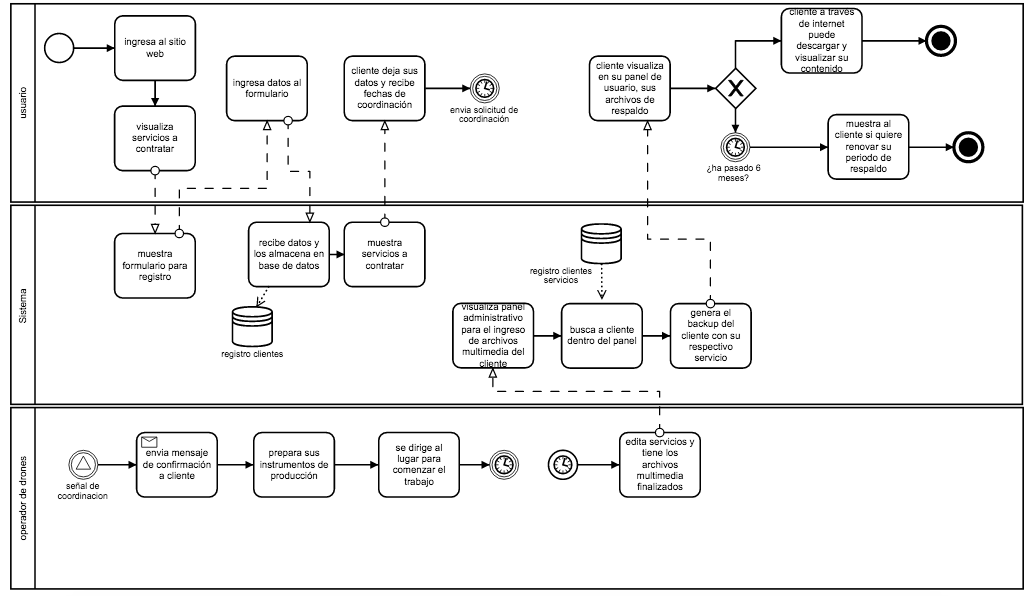 usuario
ingresa al sitio
web
visualiza
servicios a
contratar
ingresa datos al
formulario
cliente deja sus
datos y recibe
fechas de
coordinación
envia solicitud de
coordinación
cliente visualiza
en su panel de
usuario, sus
archivos de
respaldo
cliente a través
de internet
puede
descargar y
visualizar su
contenido
¿ha pasado 6
meses?
muestra al
cliente si quiere
renovar su
periodo de
respaldo
Sistema
muestra
formulario para
registro
recibe datos y
los almacena en
base de datos
registro clientes
muestra
servicios a
contratar
registro clientes
servicios
visualiza panel
administrativo
para el ingreso
de archivos
multimedia del
cliente
busca a cliente
dentro del panel
genera el
backup del
cliente con su
respectivo
servicio
operador de drones
señal de
coordinacion
envia mensaje
de confirmación
a cliente
prepara sus
instrumentos de
producción
se dirige al
lugar para
comenzar el
trabajo
edita servicios y
tiene los
archivos
multimedia
finalizados